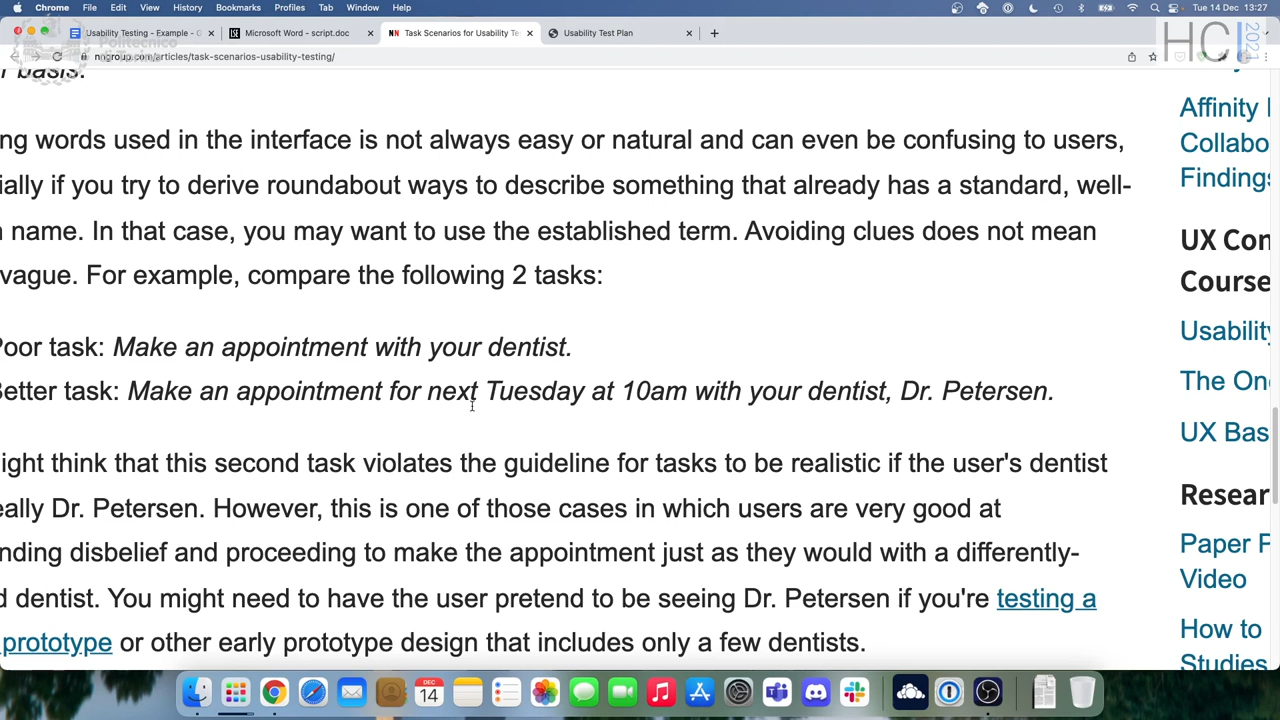 Chrome File Edit View History Bookmarks Profiles Tab Window Help Tue 14 Dec 13:27
Usability Testing - Example - G Microsoft Word - script.doc Task Scenarios for Usability Te Usability Test Plan
nngroup.com/articles/task-scenarios-usability-testing/
Politecnico
di Torino
HCI 2021
r basis.
ng words used in the interface is not always easy or natural and can even be confusing to users,
ially if you try to derive roundabout ways to describe something that already has a standard, well-
n name. In that case, you may want to use the established term. Avoiding clues does not mean
vague. For example, compare the following 2 tasks:
Poor task: Make an appointment with your dentist.
Better task: Make an appointment for next Tuesday at 10am with your dentist, Dr. Petersen.
ight think that this second task violates the guideline for tasks to be realistic if the user's dentist
eally Dr. Petersen. However, this is one of those cases in which users are very good at
nding disbelief and proceeding to make the appointment just as they would with a differently-
d dentist. You might need to have the user pretend to be seeing Dr. Petersen if you're testing a
prototype or other early prototype design that includes only a few dentists.
Affinity
Collabo
Findings
UX Con
Course
Usability
The On
UX Bas
Resear
Paper P
Video
How to
Studies
DEC
14